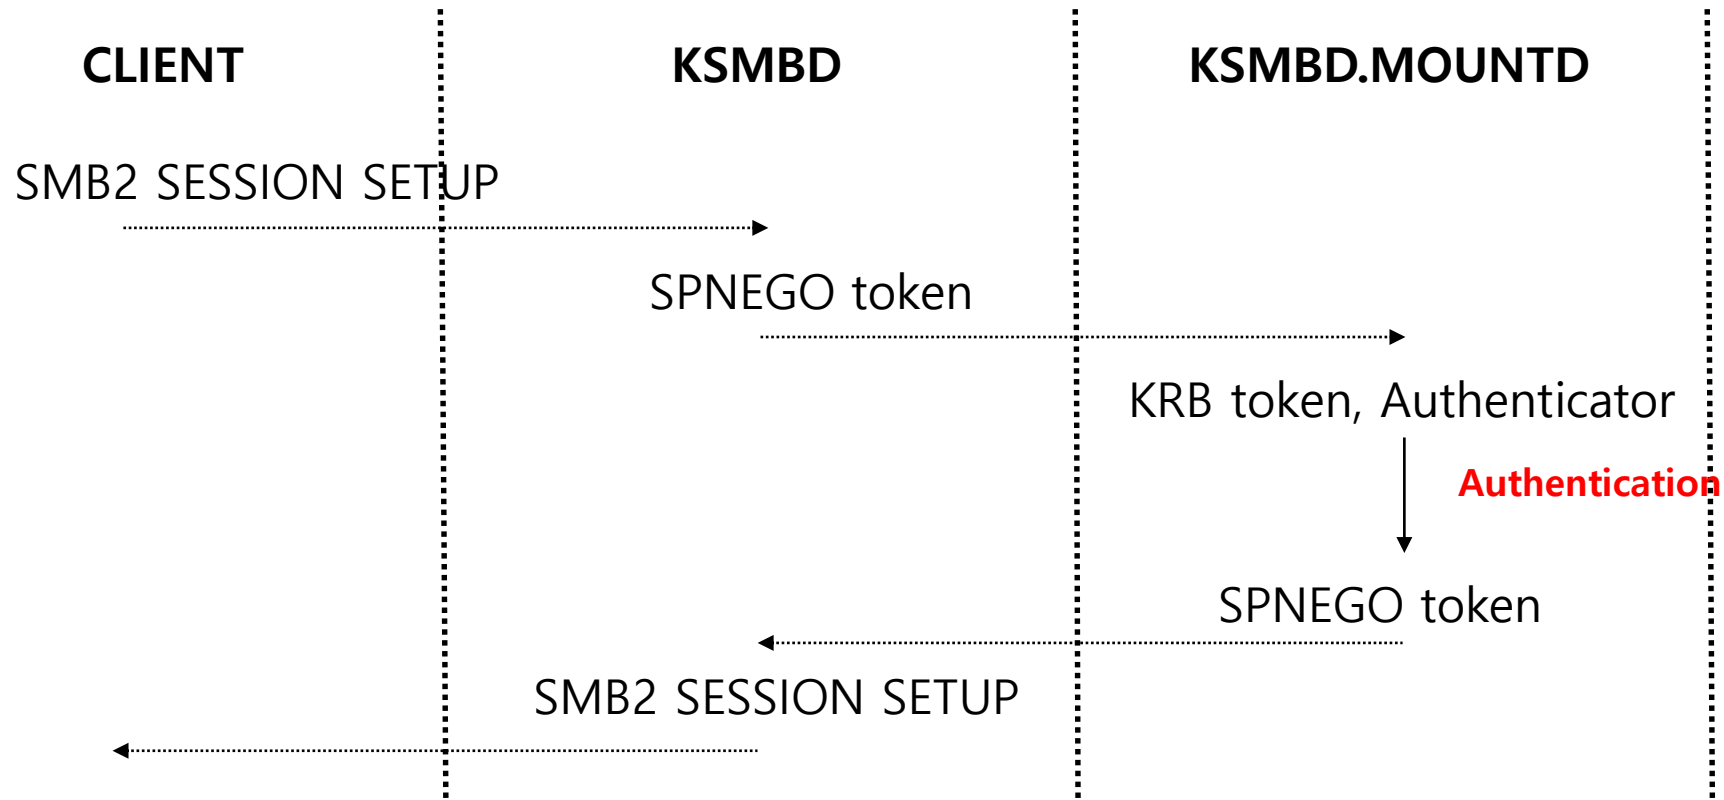 CLIENT
KSMBD
KSMBD.MOUNTD
SMB2 SESSION SETUP
SPNEGO token
KRB token, Authenticator
Authentication
SPNEGO token
SMB2 SESSION SETUP